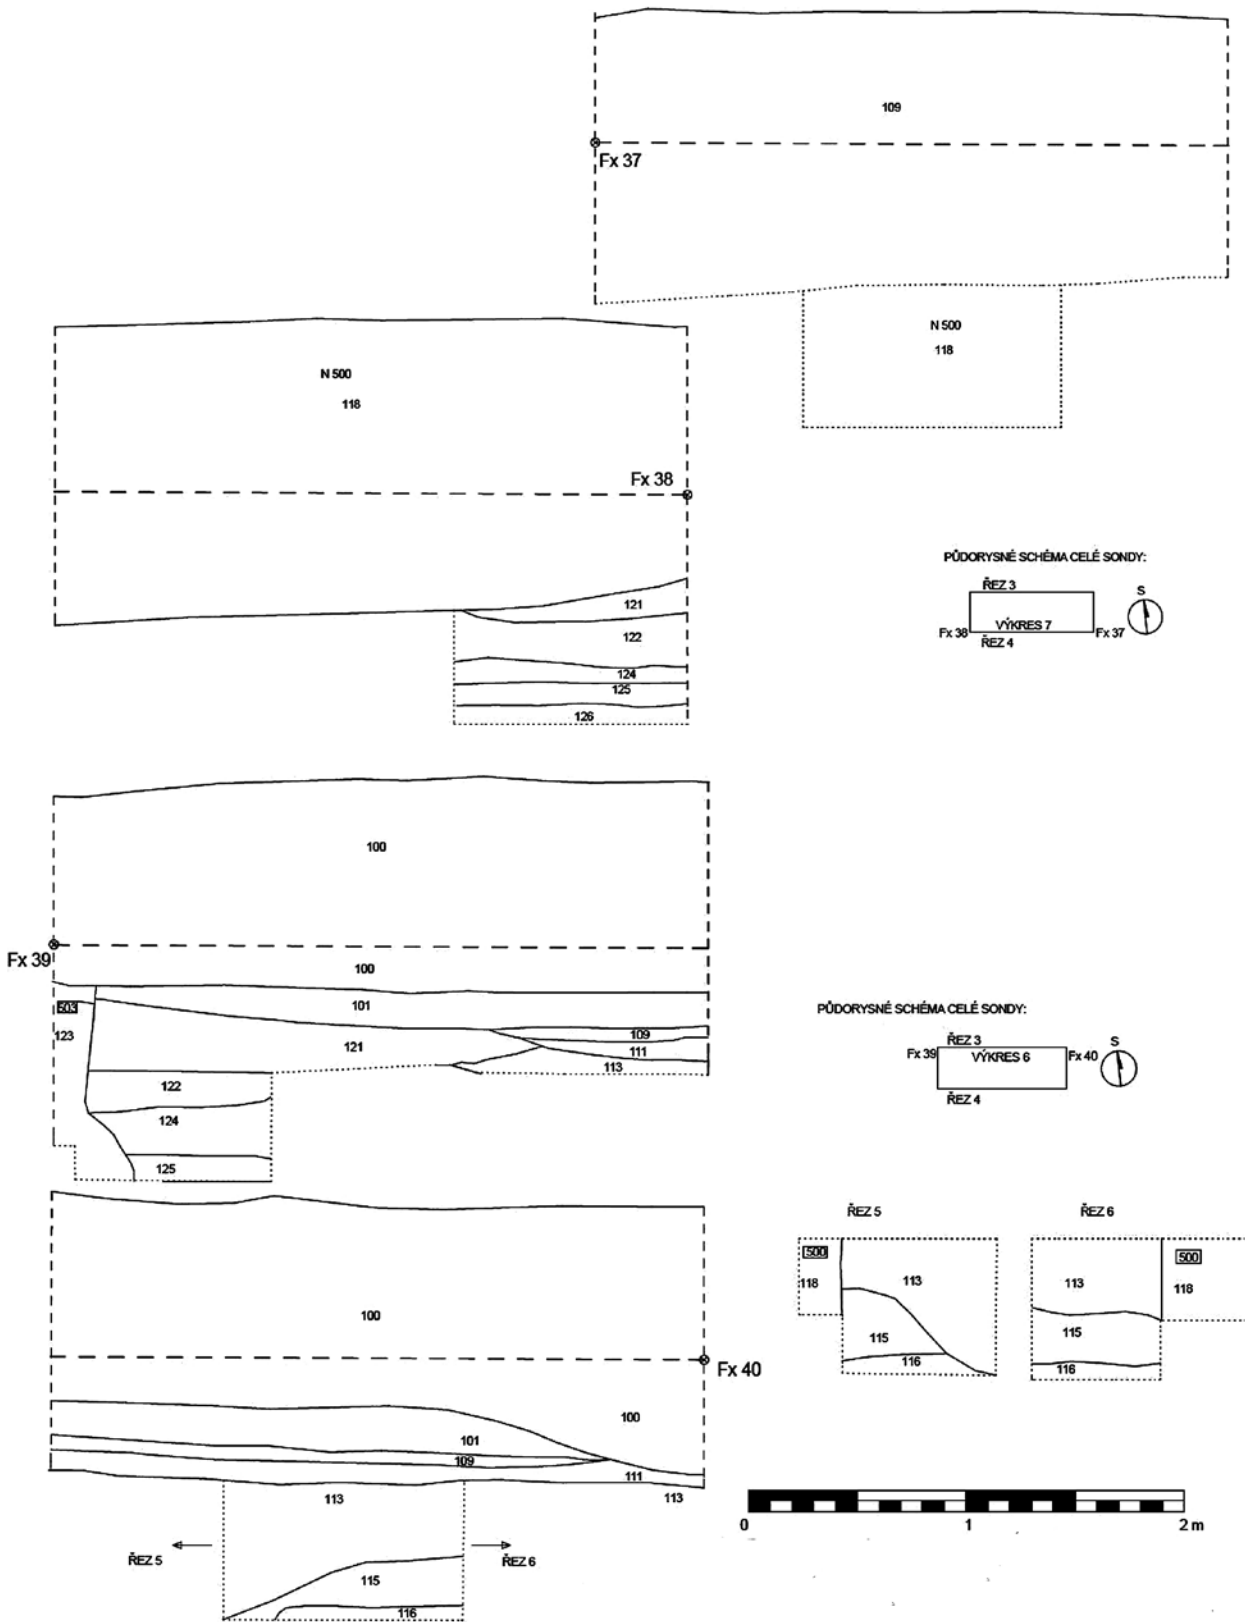 109
Fx 37
N 500
118
N 500
118
Fx 38
121
122
124
125
126
PŮDORYSNÉ SCHÉMA CELÉ SONDY:
ŘEZ 3
S
VÝKRES 7
Fx 38
Fx 37
ŘEZ 4
100
Fx 39
100
503
101
123
109
121
111
113
122
124
125
PŮDORYSNÉ SCHÉMA CELÉ SONDY:
ŘEZ 3
S
Fx 39
VÝKRES 6
Fx 40
ŘEZ 4
100
Fx 40
100
101
109
111
113
113
ŘEZ 5
ŘEZ 6
115
116
ŘEZ 5
500
118
113
115
116
ŘEZ 6
500
113
118
115
116
0
1
2 m